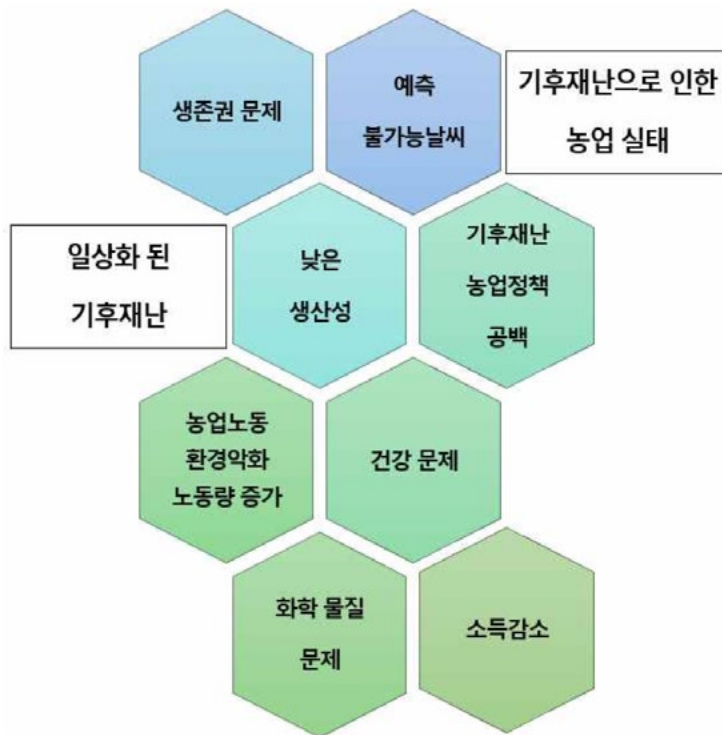 생존권 문제
예측
불가능날씨
기후재난으로 인한
농업 실태
일상화 된
기후재난
낮은
생산성
기후재난
농업정책
공백
농업노동
환경악화
노동량 증가
건강 문제
화학 물질
문제
소득감소